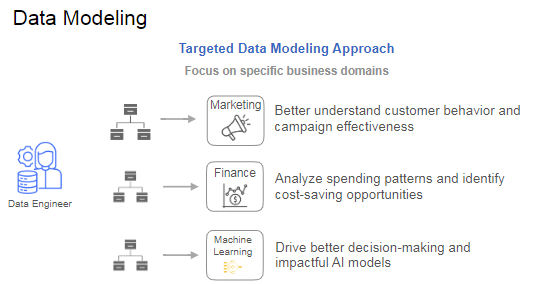 Data Modeling
Targeted Data Modeling Approach
Focus on specific business domains
Marketing
Better understand customer behavior and
campaign effectiveness
Data Engineer
Finance
Analyze spending patterns and identify
cost-saving opportunities
Machine
Learning
Drive better decision-making and
impactful AI models